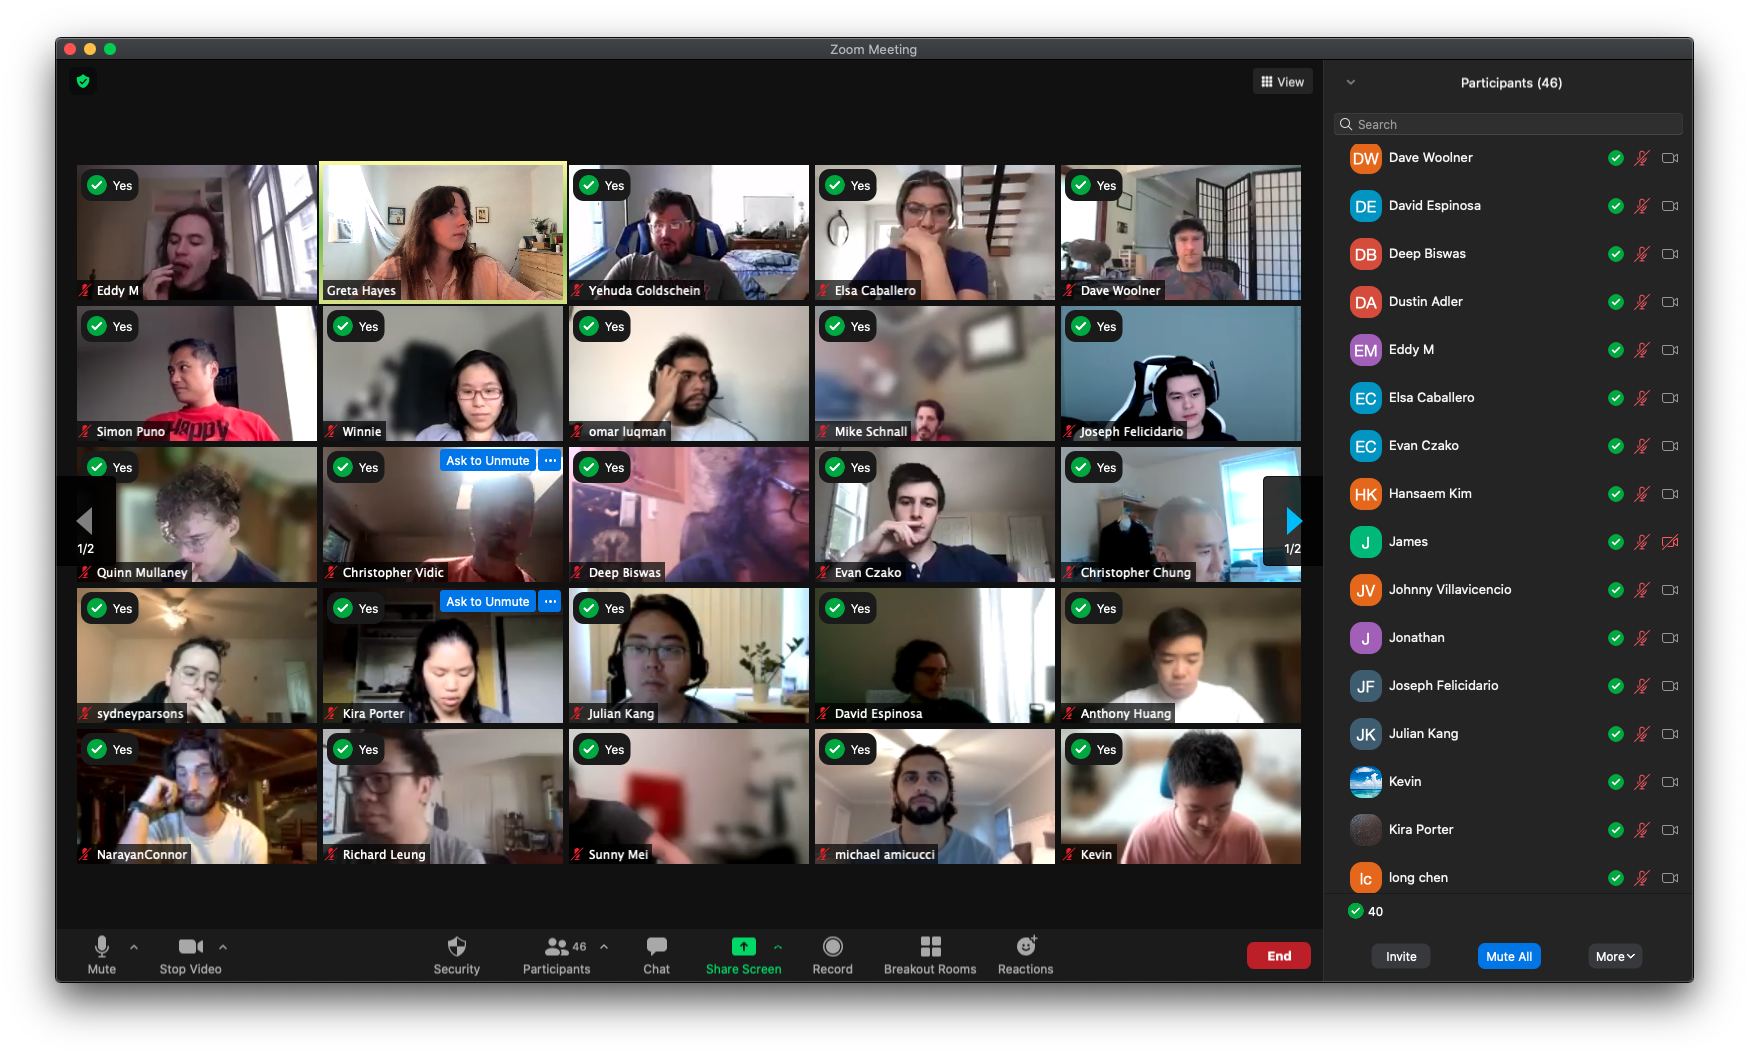 Zoom Meeting
View
Yes
Eddy M
Greta Hayes
Yes
Yehuda Goldschein
Yes
Elsa Caballero
Yes
Dave Woolner
Yes
Simon Puno
Yes
Winnie
Yes
omar luqman
Yes
Mike Schnall
Yes
Joseph Felicidario
Yes
Quinn Mullaney
1/2
Yes
Ask to Unmute
Christopher Vidic
Yes
Deep Biswas
Yes
Evan Czako
Yes
Christopher Chung
1/2
Yes
sydneyparsons
Yes
Ask to Unmute
Kira Porter
Yes
Julian Kang
Yes
David Espinosa
Yes
Anthony Huang
Yes
NarayanConnor
Yes
Richard Leung
Yes
Sunny Mei
Yes
michael amicucci
Yes
Kevin
HAPPY
Mute
Stop Video
Security
46
Participants
Chat
Share Screen
Record
Breakout Rooms
Reactions
End
Participants (46)
Search
DW Dave Woolner
DE David Espinosa
DB Deep Biswas
DA Dustin Adler
EM Eddy M
EC Elsa Caballero
EC Evan Czako
HK Hansaem Kim
J James
JV Johnny Villavicencio
J Jonathan
JF Joseph Felicidario
JK Julian Kang
Kevin
Kira Porter
lc long chen
40
Invite
Mute All
More